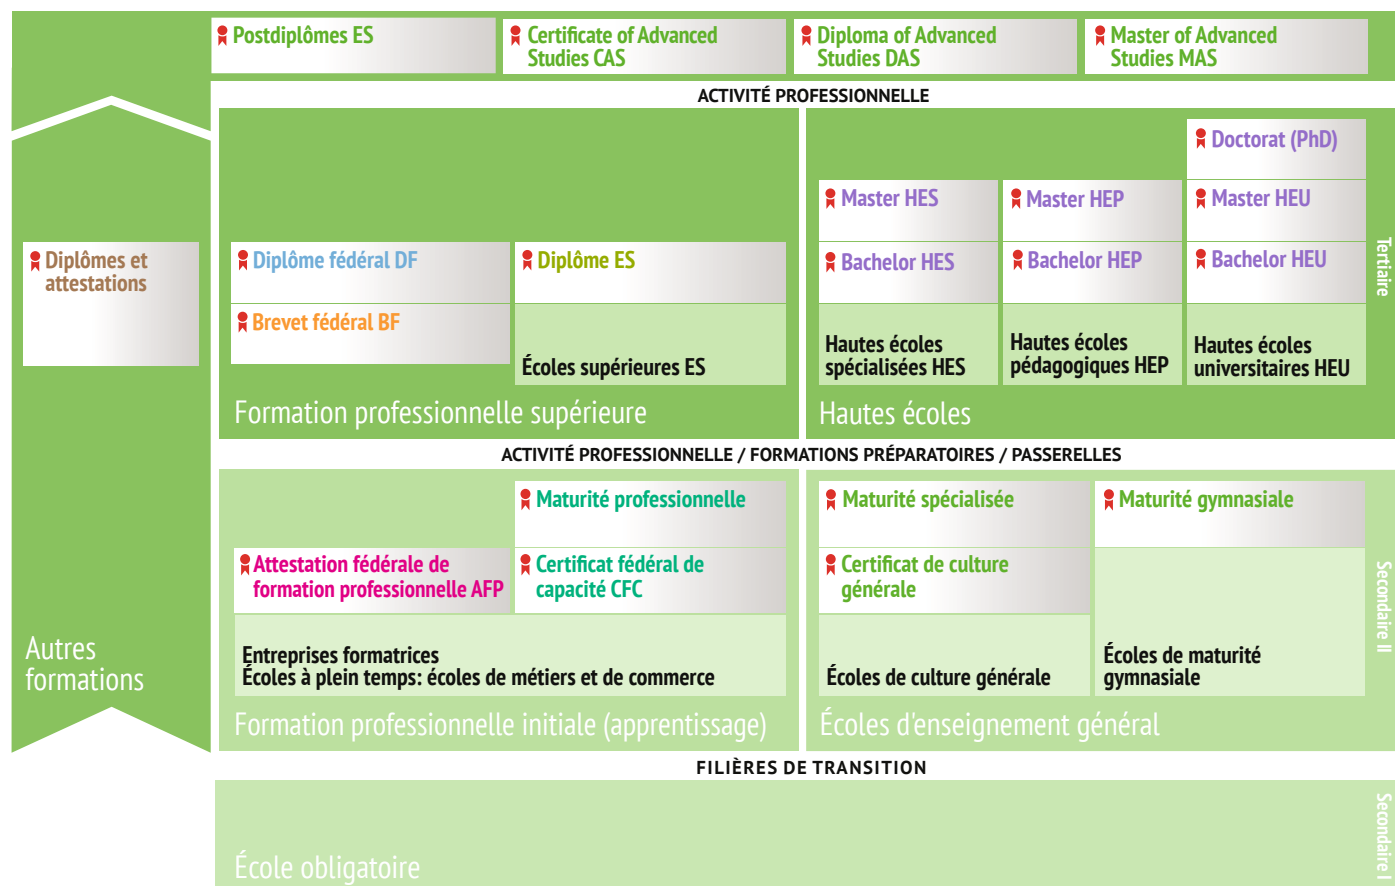 Postdiplômes ES
Certificate of Advanced
Studies CAS
Diploma of Advanced
Studies DAS
Master of Advanced
Studies MAS
ACTIVITÉ PROFESSIONNELLE
Doctorat (PhD)
Master HES
Master HEP
Master HEU
Diplômes et
attestations
Diplôme fédéral DF
Diplôme ES
Bachelor HES
Bachelor HEP
Bachelor HEU
Tertiaire
Brevet fédéral BF
Écoles supérieures ES
Hautes écoles
spécialisées HES
Hautes écoles
pédagogiques HEP
Hautes écoles
universitaires HEU
Formation professionnelle supérieure
Hautes écoles
ACTIVITÉ PROFESSIONNELLE / FORMATIONS PRÉPARATOIRES / PASSERELLES
Maturité professionnelle
Maturité spécialisée
Maturité gymnasiale
Attestation fédérale de
formation professionnelle AFP
Certificat fédéral de
capacité CFC
Certificat de culture
générale
Secondaire II
Autres
formations
Entreprises formatrices
Écoles à plein temps: écoles de métiers et de commerce
Écoles de culture générale
Écoles de maturité
gymnasiale
Formation professionnelle initiale (apprentissage)
Écoles d'enseignement général
FILIÈRES DE TRANSITION
Secondaire I
École obligatoire